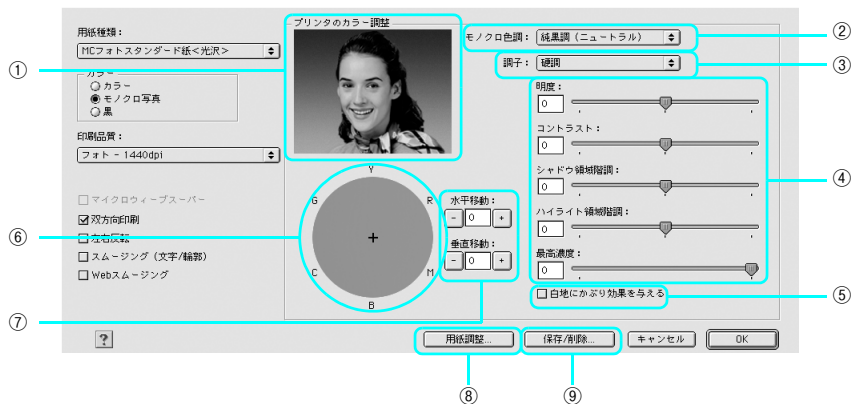 プリンタのカラー調整
用紙種類：
MCフォトスタンダード紙<光沢>
カラー
カラー
モノクロ写真
黒
印刷品質：
フォト - 1440dpi
マイクロウィーブスーパー
双方向印刷
左右反転
スムージング（文字/輪郭）
Webスムージング
モノクロ色調：
純黒調（ニュートラル）
調子：
硬調
明度：
0
コントラスト：
0
シャドウ領域階調：
0
ハイライト領域階調：
0
最高濃度：
0
白地にかぶり効果を与える
Y
G
R
C
M
B
水平移動：
- 0 +
垂直移動：
- 0 +
?
用紙調整...
保存/削除...
キャンセル
OK
①
②
③
④
⑤
⑥
⑦
⑧
⑨